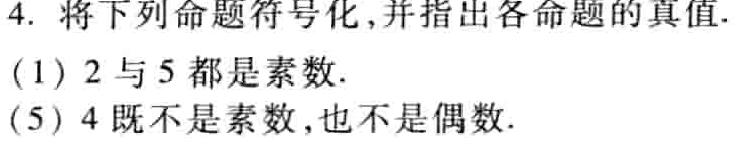 4. 将下列命题符号化,并指出各命题的真值.
(1) 2 与 5 都是素数.
(5) 4 既不是素数,也不是偶数.